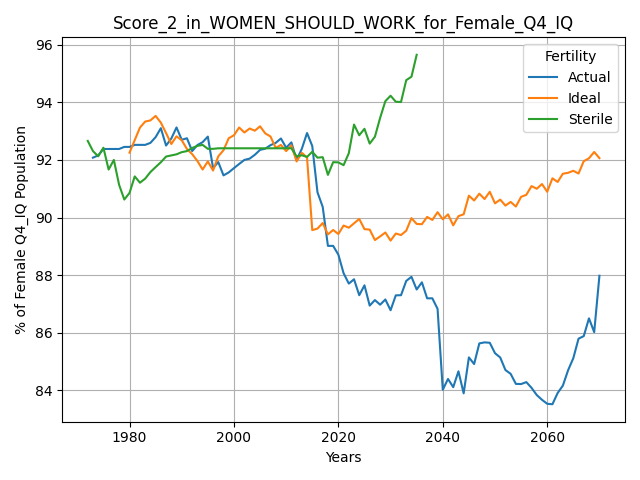 Score_2_in_WOMEN_SHOULD_WORK_for_Female_Q4_IQ
% of Female Q4_IQ Population
96
94
92
90
88
86
84
Fertility
Actual
Ideal
Sterile
1980
2000
2020
2040
2060
Years